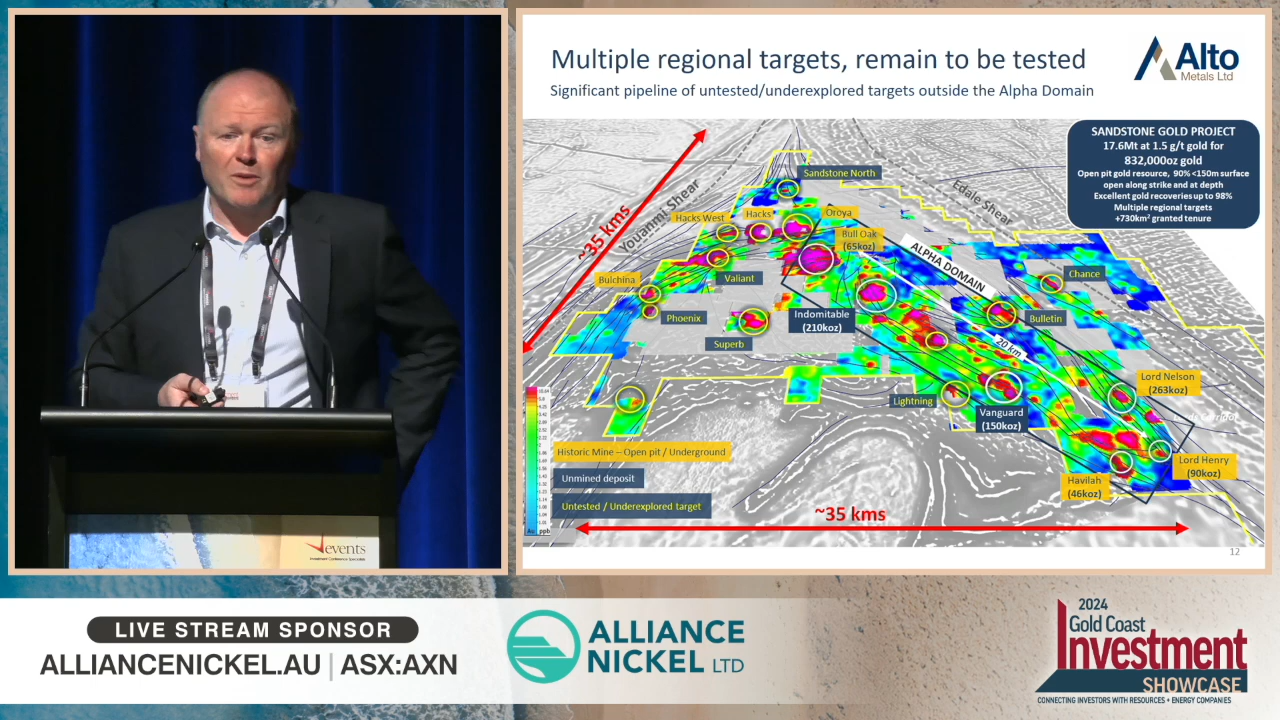 Multiple regional targets, remain to be tested
Significant pipeline of untested/underexplored targets outside the Alpha Domain
Alto
Metals Ltd
SANDSTONE GOLD PROJECT
17.6Mt at 1.5 g/t gold for
832,000oz gold
Open pit gold resource, 90% <150m surface
open along strike and at depth
Excellent gold recoveries up to 98%
Multiple regional targets
+730km² granted tenure
Sandstone North
Youanmi Shear
Edale Shear
~35 kms
Hacks West
Hacks
Oroya
Bull Oak
(65koz)
ALPHA DOMAIN
Bulchina
Valiant
Chance
Phoenix
Indomitable
(210koz)
Bulletin
Superb
20 km
Lord Nelson
(263koz)
Lightning
Vanguard
(150koz)
Lord Henry
(90koz)
Havilah
(46koz)
Historic Mine – Open pit / Underground
Unmined deposit
Untested / Underexplored target
Au ppb
~35 kms
12
events
Investment Conference Specialists
LIVE STREAM SPONSOR
ALLIANCENICKEL.AU | ASX:AXN
ALLIANCE
NICKEL LTD
2024
Gold Coast
Investment
SHOWCASE
CONNECTING INVESTORS WITH RESOURCES + ENERGY COMPANIES